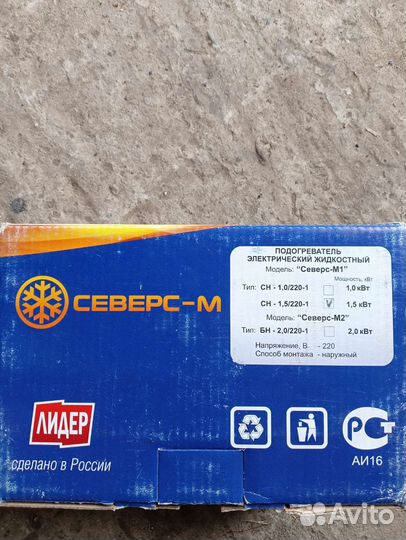 СЕВЕРС-М
ПОДОГРЕВАТЕЛЬ
ЭЛЕКТРИЧЕСКИЙ ЖИДКОСТНЫЙ
Модель: "Северс-М1"
Мощность, кВт
Тип: СН - 1,0/220-1 1,0 кВт
СН - 1,5/220-1 V 1,5 кВт
Модель: "Северс-М2"
Тип: БН - 2,0/220-1 2,0 кВт
Напряжение, В - 220
Способ монтажа - наружный
ЛИДЕР
сделано в России
РСТ
АИ16
Avito